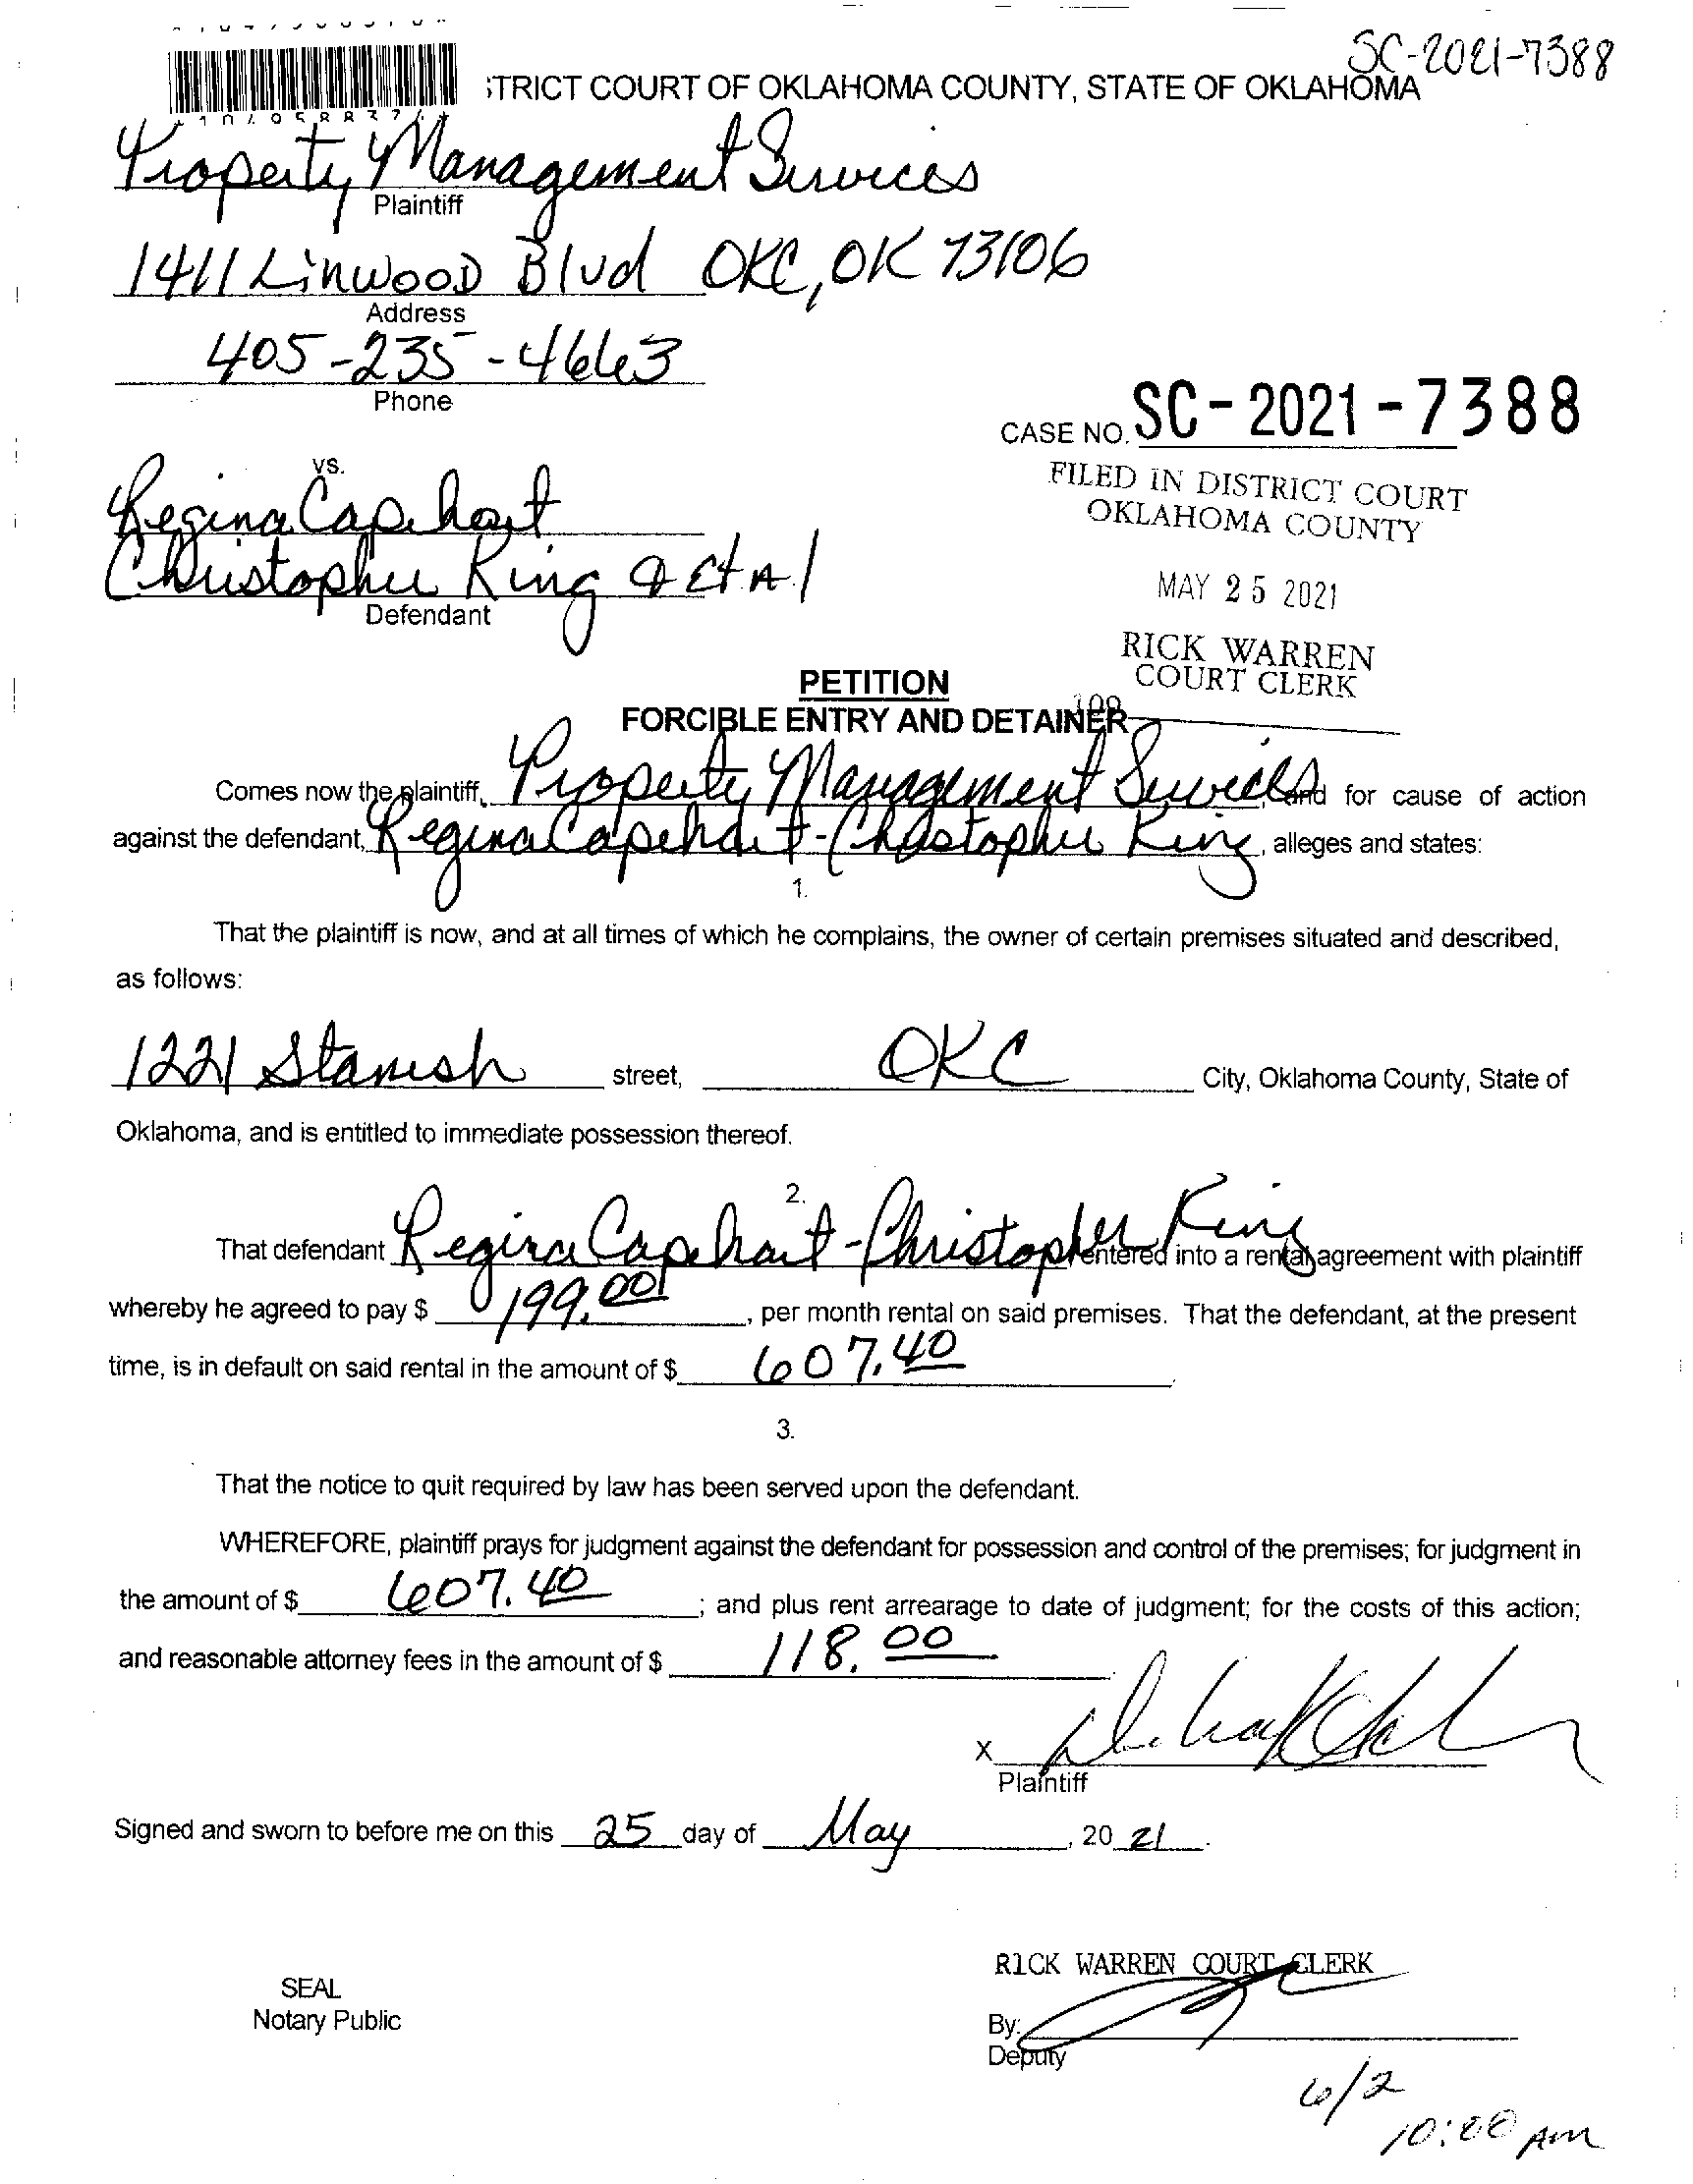 SC-2021-7388
STRICT COURT OF OKLAHOMA COUNTY, STATE OF OKLAHOMA
Property Management Services
Plaintiff
1411 Linwood Blvd OKC, OK 73106
Address
405-235-4663
Phone
CASE NO. SC-2021-7388
vs.
FILED IN DISTRICT COURT
OKLAHOMA COUNTY
Regina Capehart
Christopher King & Et Al
Defendant
MAY 25 2021
RICK WARREN
COURT CLERK
PETITION
FORCIBLE ENTRY AND DETAINER
Comes now the plaintiff, Property Management Services, and for cause of action
against the defendant, Regina Capehart-Christopher King, alleges and states:
1.
That the plaintiff is now, and at all times of which he complains, the owner of certain premises situated and described,
as follows:
1221 Stanish street, OKC City, Oklahoma County, State of
Oklahoma, and is entitled to immediate possession thereof.
2.
That defendant Regina Capehart-Christopher King entered into a rental agreement with plaintiff
whereby he agreed to pay $ 199.00, per month rental on said premises. That the defendant, at the present
time, is in default on said rental in the amount of $ 607.40
3.
That the notice to quit required by law has been served upon the defendant.
WHEREFORE, plaintiff prays for judgment against the defendant for possession and control of the premises; for judgment in
the amount of $ 607.40; and plus rent arrearage to date of judgment; for the costs of this action;
and reasonable attorney fees in the amount of $ 118.00
X
Plaintiff
Signed and sworn to before me on this 25 day of May, 20 21.
RICK WARREN COURT CLERK
SEAL
Notary Public
By:
Deputy
6/2
10:00 Am